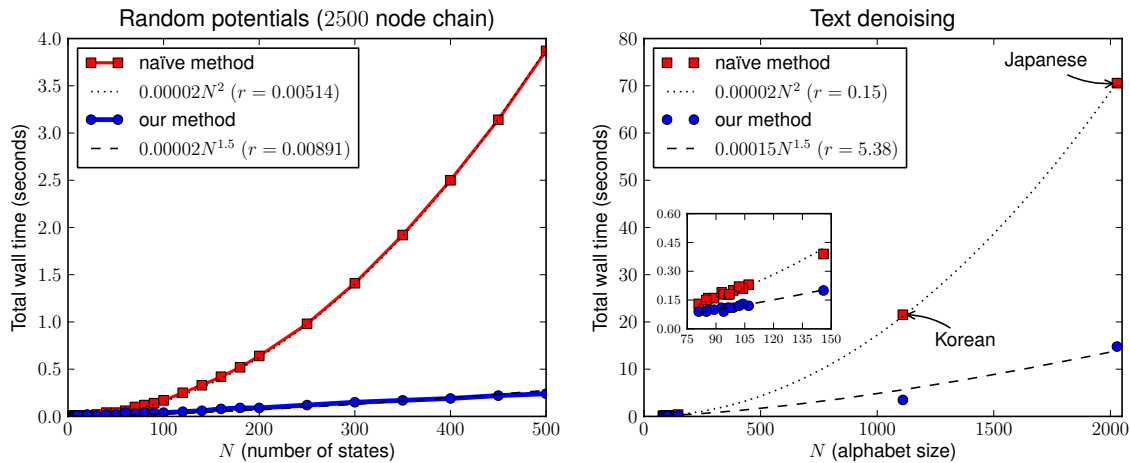 Random potentials (2500 node chain)
Total wall time (seconds)
4.0
3.5
3.0
2.5
2.0
1.5
1.0
0.5
0.0
naïve method
0.00002N^2 (r = 0.00514)
our method
0.00002N^1.5 (r = 0.00891)
0 100 200 300 400 500
N (number of states)
Text denoising
Total wall time (seconds)
80
70
60
50
40
30
20
10
0
naïve method
0.00002N^2 (r = 0.15)
our method
0.00015N^1.5 (r = 5.38)
Japanese
Korean
0.60
0.45
0.30
0.15
0.00
75 90 105 120 135 150
0 500 1000 1500 2000
N (alphabet size)